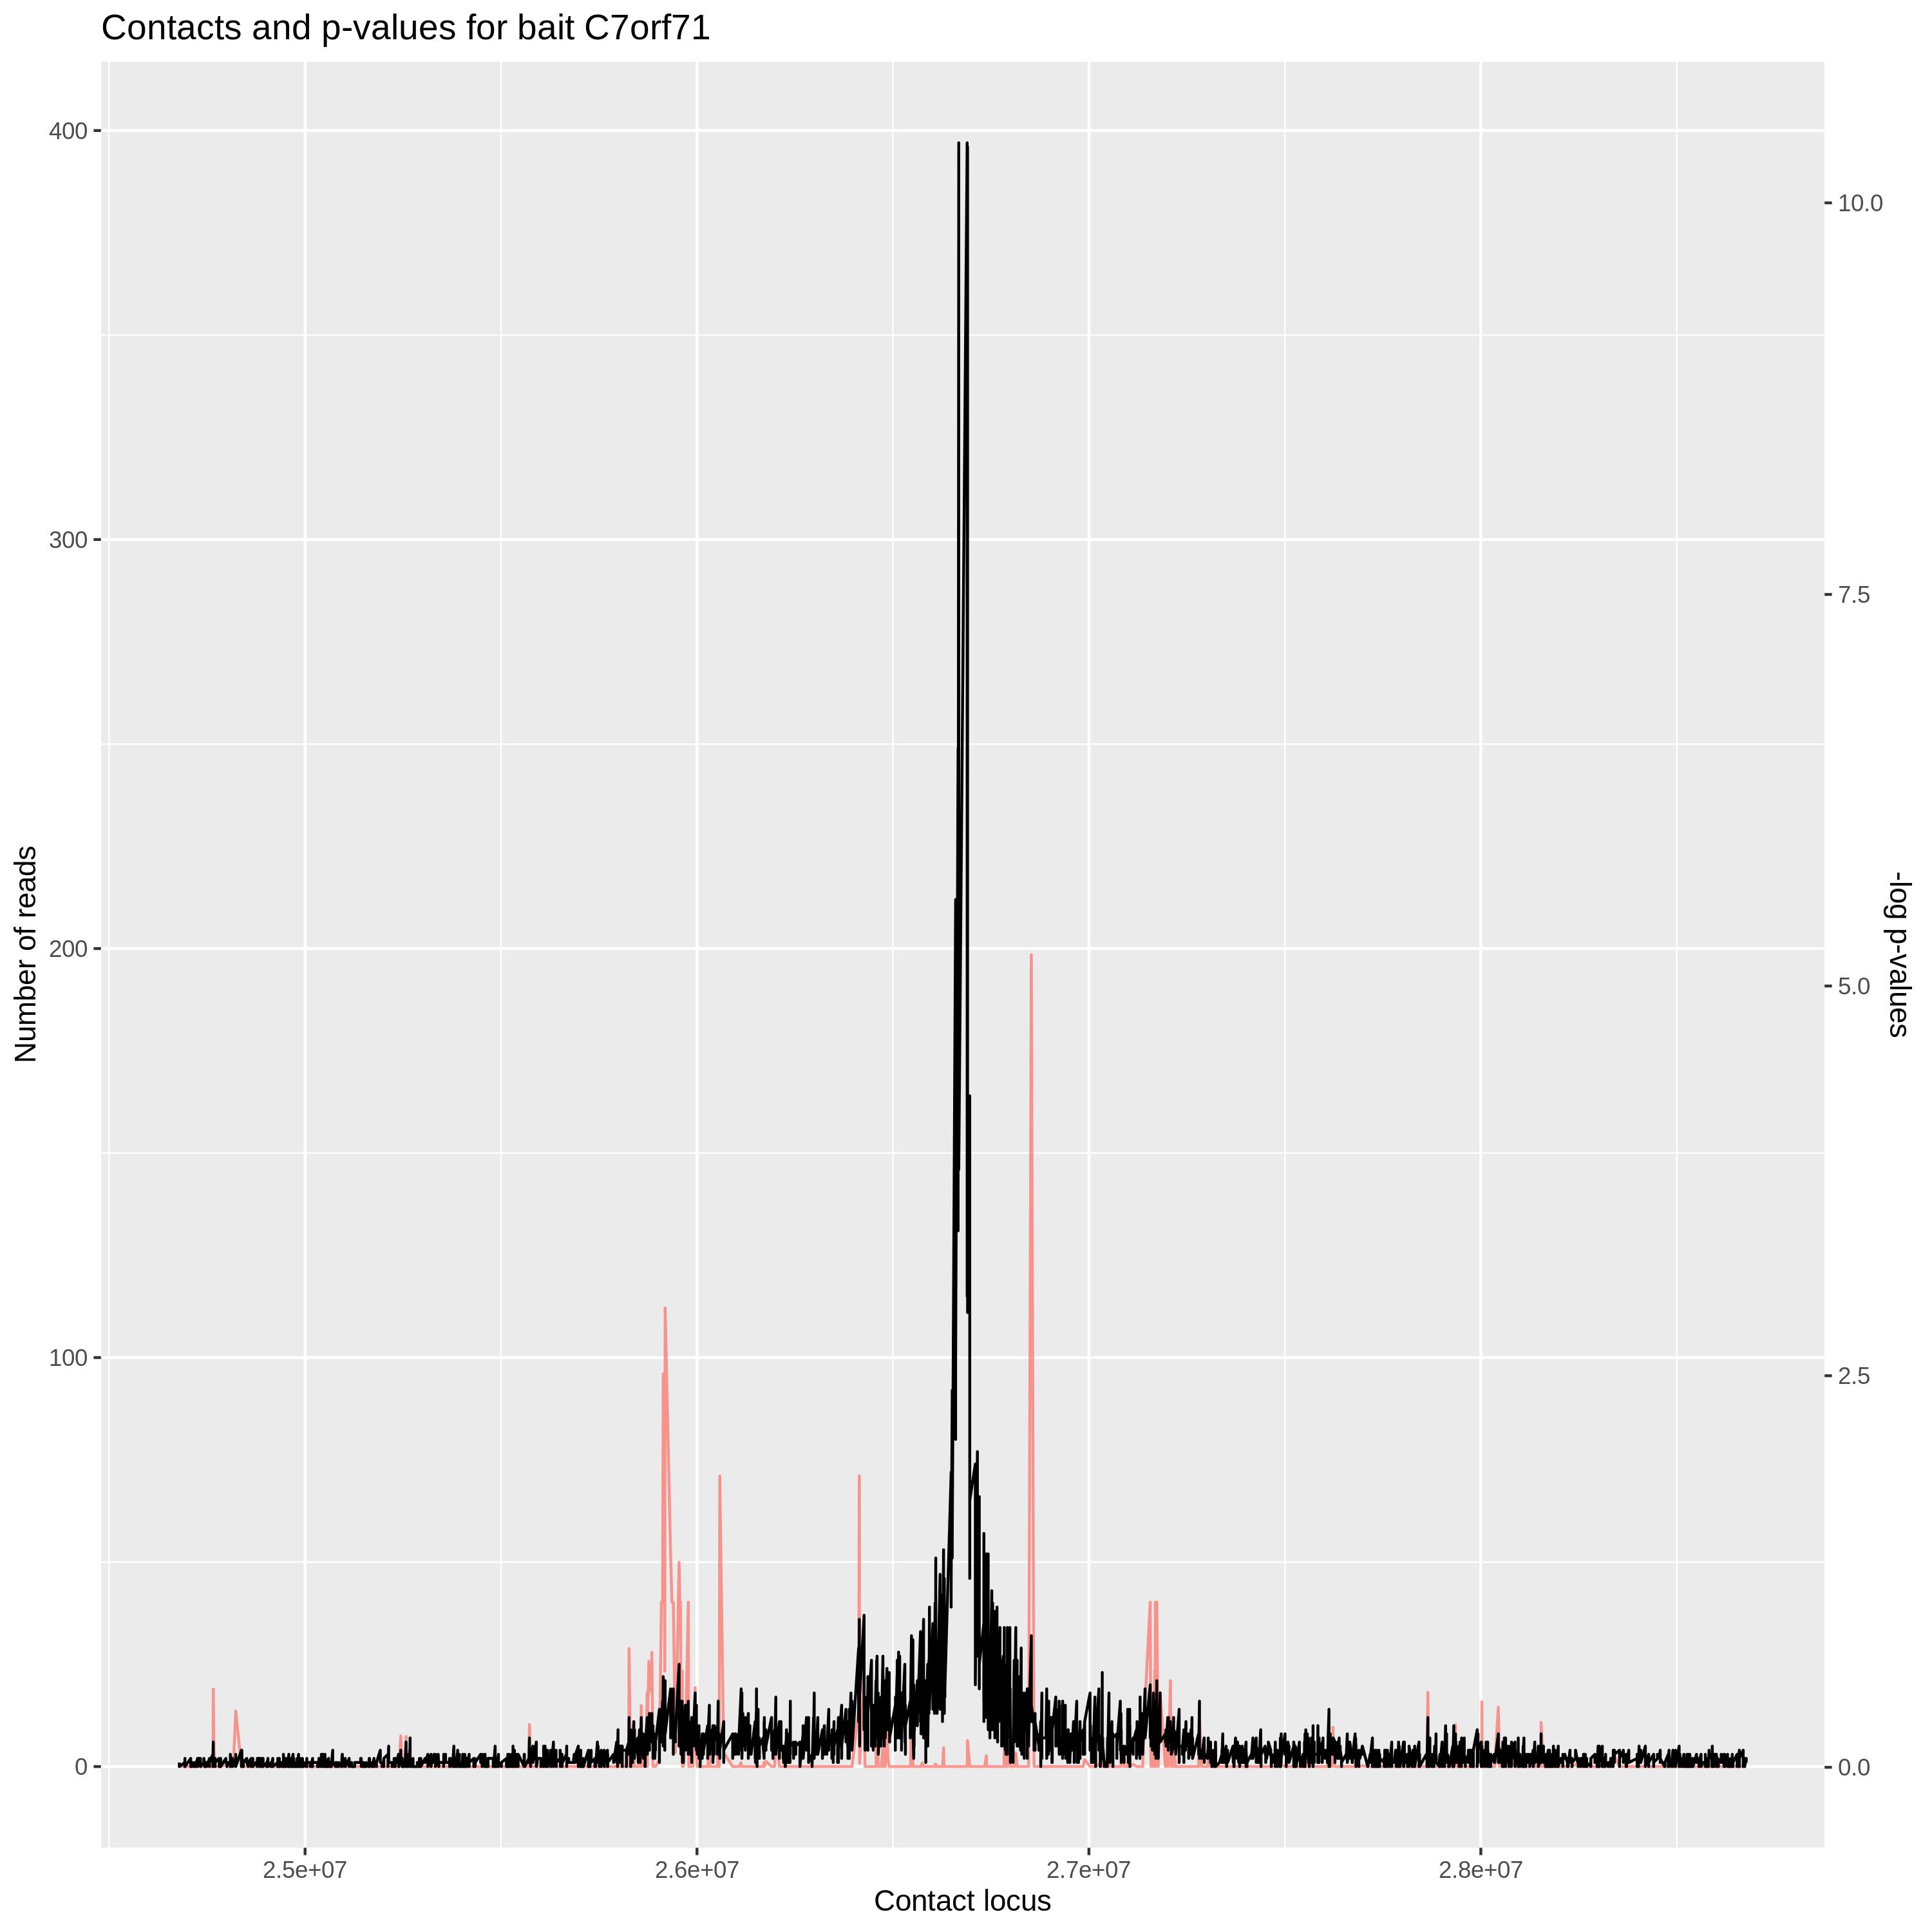 Contacts and p-values for bait C7orf71
400
300
200
100
0
Number of reads
10.0
7.5
5.0
2.5
0.0
-log p-values
2.5e+07
2.6e+07
2.7e+07
2.8e+07
Contact locus